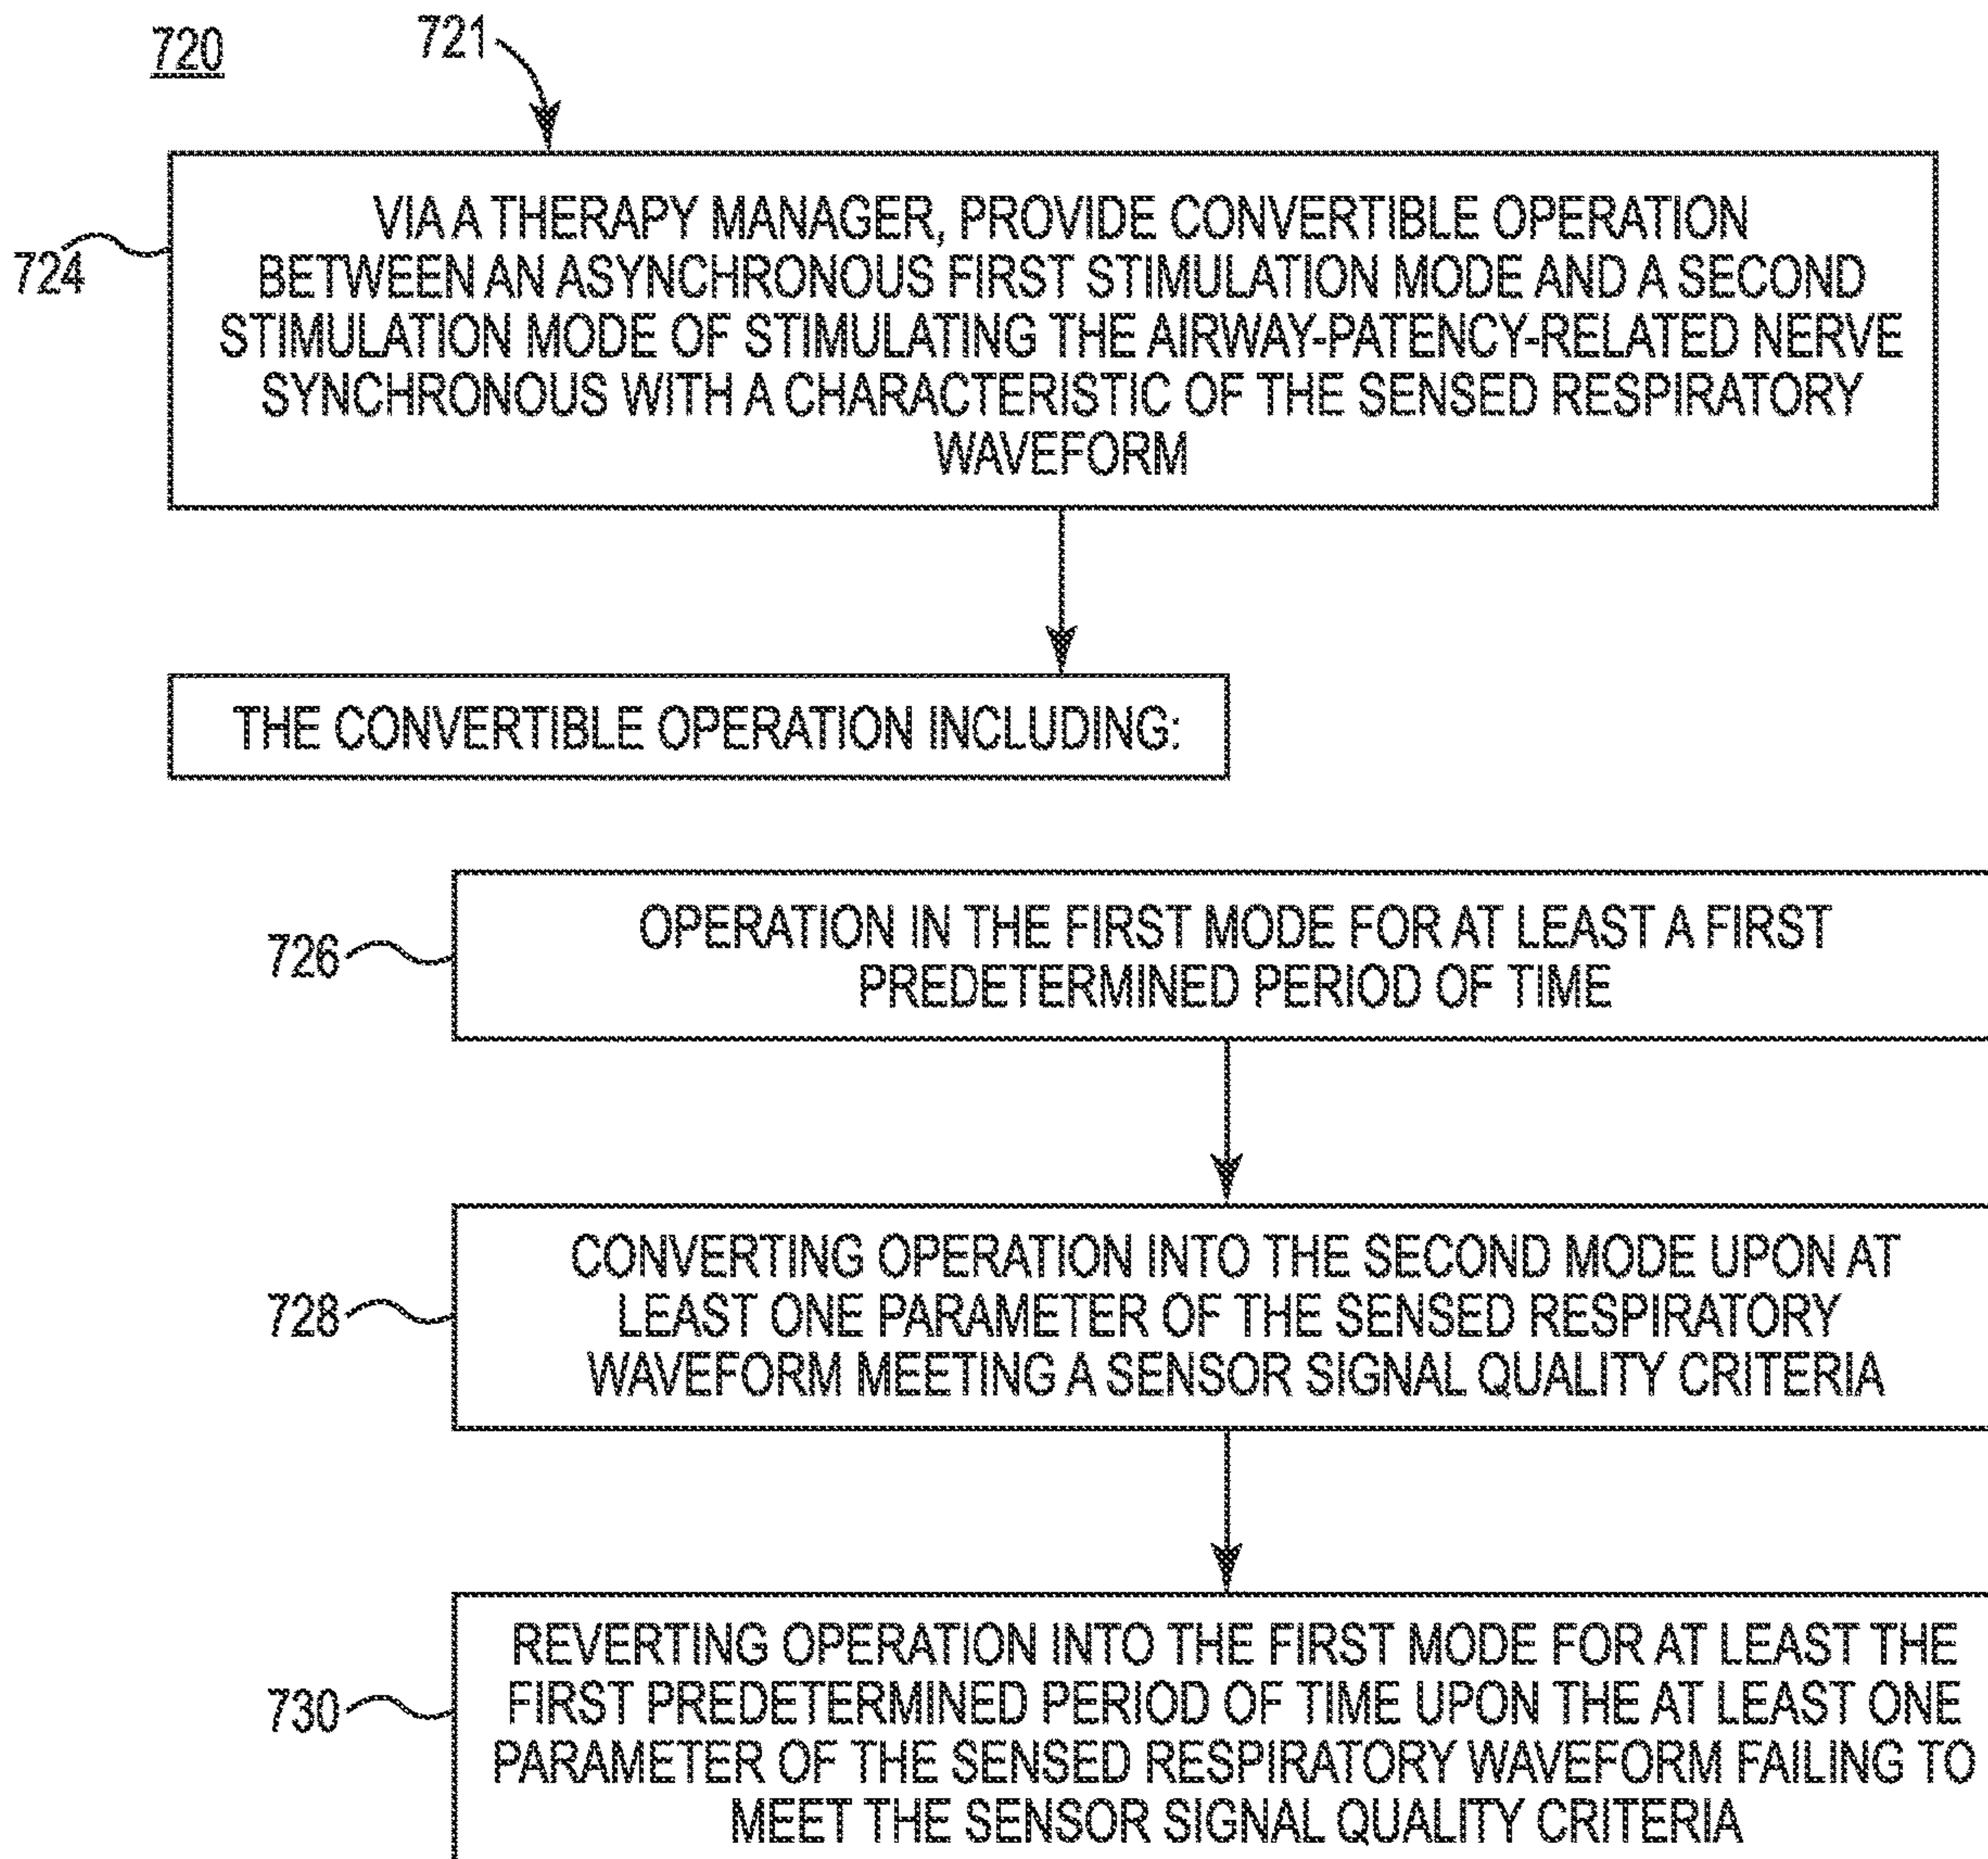 720
721
724
VIA A THERAPY MANAGER, PROVIDE CONVERTIBLE OPERATION
BETWEEN AN ASYNCHRONOUS FIRST STIMULATION MODE AND A SECOND
STIMULATION MODE OF STIMULATING THE AIRWAY-PATENCY-RELATED NERVE
SYNCHRONOUS WITH A CHARACTERISTIC OF THE SENSED RESPIRATORY
WAVEFORM
THE CONVERTIBLE OPERATION INCLUDING:
726
OPERATION IN THE FIRST MODE FOR AT LEAST A FIRST
PREDETERMINED PERIOD OF TIME
728
CONVERTING OPERATION INTO THE SECOND MODE UPON AT
LEAST ONE PARAMETER OF THE SENSED RESPIRATORY
WAVEFORM MEETING A SENSOR SIGNAL QUALITY CRITERIA
730
REVERTING OPERATION INTO THE FIRST MODE FOR AT LEAST THE
FIRST PREDETERMINED PERIOD OF TIME UPON THE AT LEAST ONE
PARAMETER OF THE SENSED RESPIRATORY WAVEFORM FAILING TO
MEET THE SENSOR SIGNAL QUALITY CRITERIA